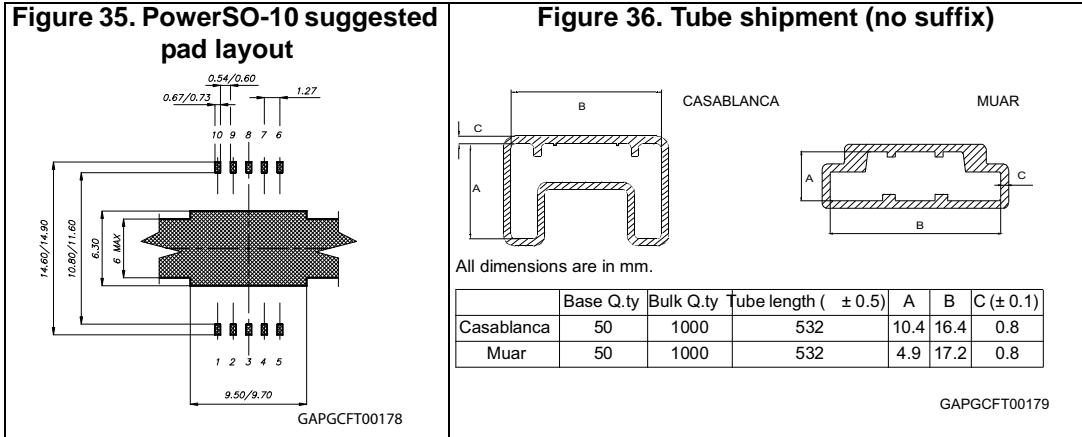 Figure 35. PowerSO-10 suggested
pad layout
0.54/0.60
0.67/0.73
1.27
10 9 8 7 6
14.60/14.90
10.80/11.60
6.30
6 MAX
1 2 3 4 5
9.50/9.70
GAPGCFT00178
Figure 36. Tube shipment (no suffix)
CASABLANCA
MUAR
B
C
A
A
C
B
All dimensions are in mm.
Base Q.ty Bulk Q.ty Tube length ( ± 0.5) A B C (± 0.1)
Casablanca 50 1000 532 10.4 16.4 0.8
Muar 50 1000 532 4.9 17.2 0.8
GAPGCFT00179